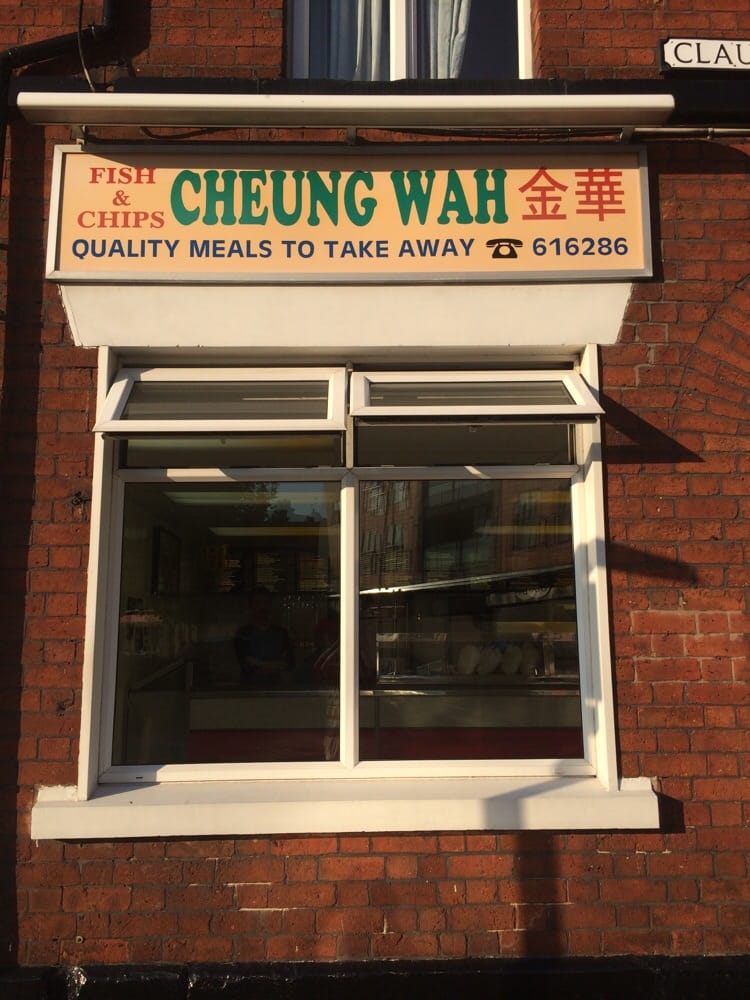 CLAU
FISH & CHIPS
CHEUNG WAH 金華
QUALITY MEALS TO TAKE AWAY ☎ 616286